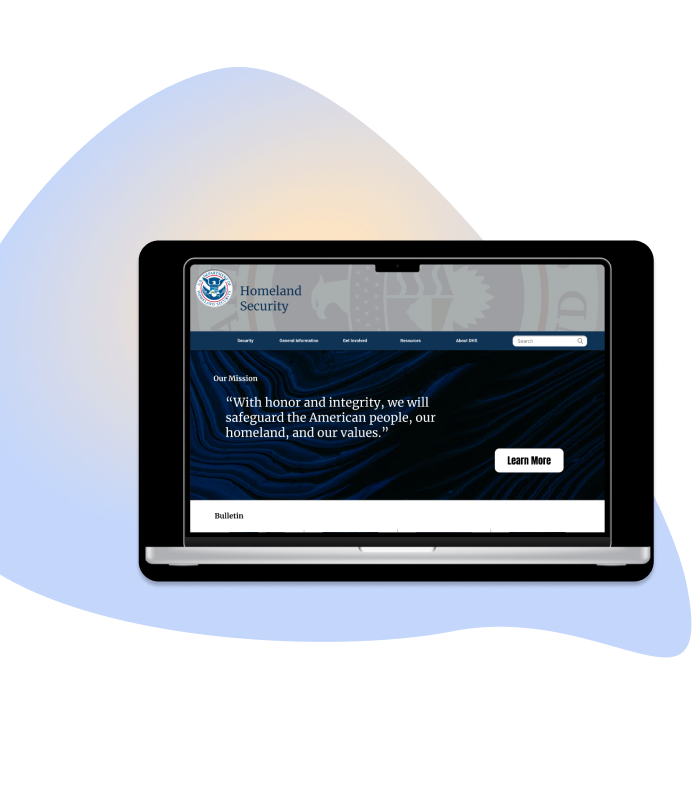 Homeland
Security
Security General Information Get Involved Resources About DHS Search
Our Mission
“With honor and integrity, we will
safeguard the American people, our
homeland, and our values.”
Learn More
Bulletin